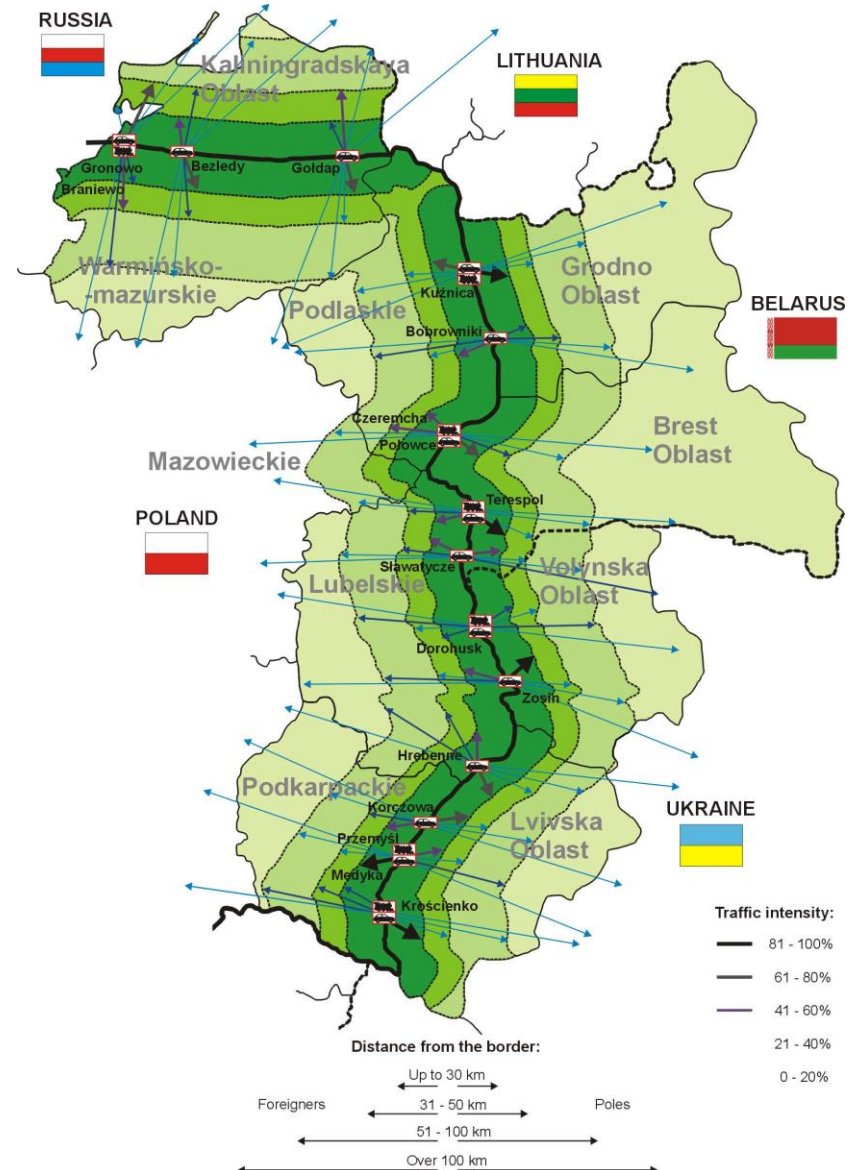 RUSSIA
LITHUANIA
Kaliningradskaya
Oblast
Gronowo
Braniewo
Bezledy
Gołdap
Warmińsko-
-mazurskie
Kuźnica
Grodno
Oblast
BELARUS
Podlaskie
Bobrowniki
Czeremcha
Połowce
Brest
Oblast
Mazowieckie
POLAND
Terespol
Sławatycze
Lubelskie
Volynska
Oblast
Dorohusk
Zosin
Hrebenne
Podkarpackie
Korczowa
Lvivska
Oblast
UKRAINE
Przemyśl
Medyka
Krościenko
Traffic intensity:
81 - 100%
61 - 80%
41 - 60%
21 - 40%
0 - 20%
Distance from the border:
Up to 30 km
Foreigners 31 - 50 km Poles
51 - 100 km
Over 100 km